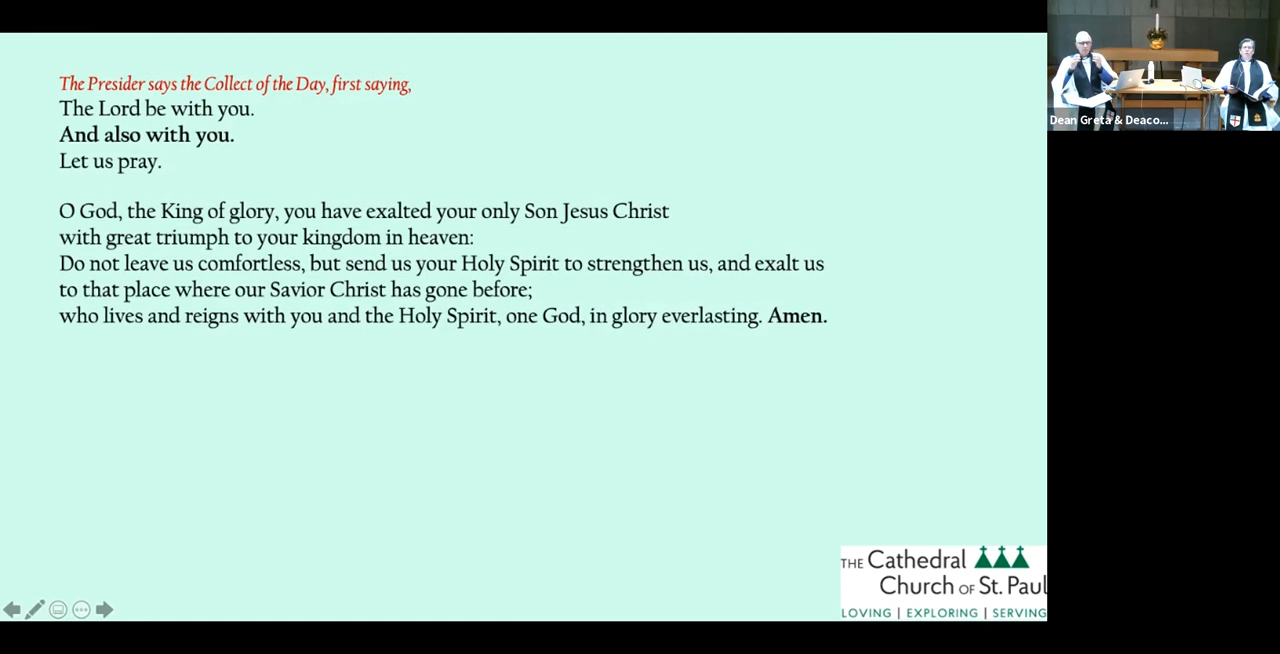 The Presider says the Collect of the Day, first saying,
The Lord be with you.
And also with you.
Let us pray.
O God, the King of glory, you have exalted your only Son Jesus Christ
with great triumph to your kingdom in heaven:
Do not leave us comfortless, but send us your Holy Spirit to strengthen us, and exalt us
to that place where our Savior Christ has gone before;
who lives and reigns with you and the Holy Spirit, one God, in glory everlasting. Amen.
Dean Greta & Deaco...
THE Cathedral
Church OF St. Paul
LOVING | EXPLORING | SERVING